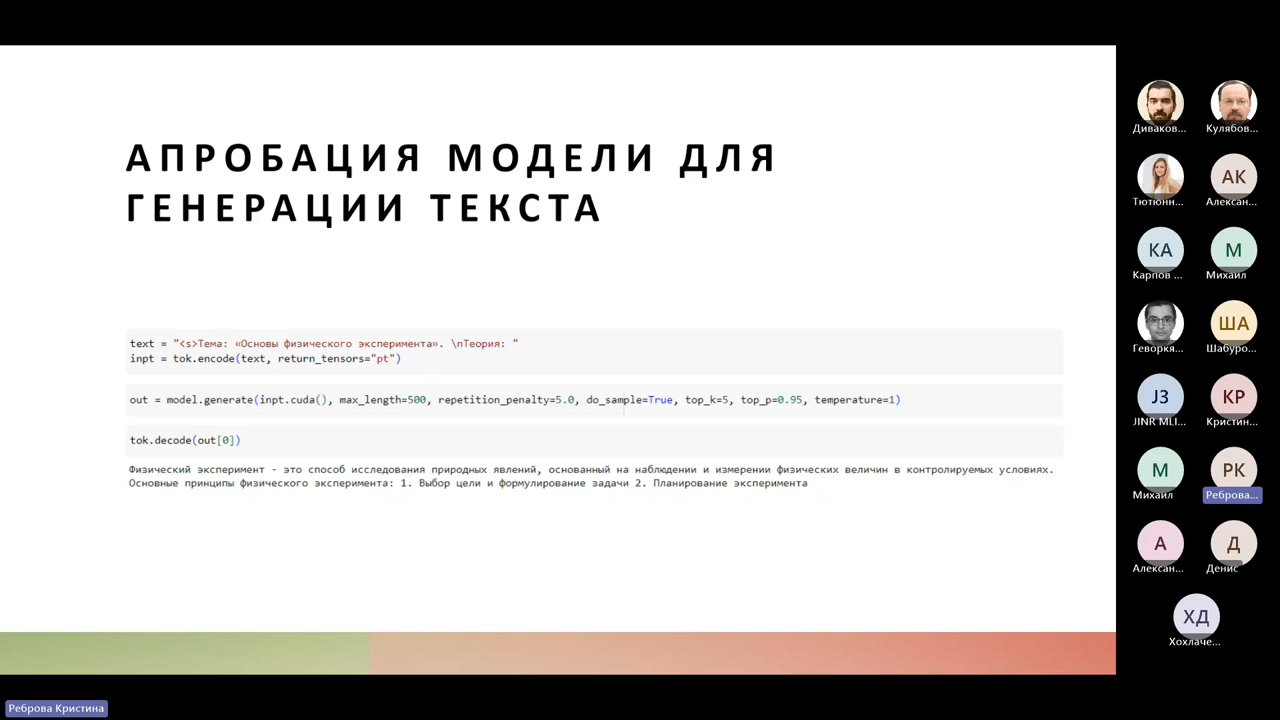 АПРОБАЦИЯ МОДЕЛИ ДЛЯ
ГЕНЕРАЦИИ ТЕКСТА
text = "<s>Тема: «Основы физического эксперимента». \nТеория: "
inpt = tok.encode(text, return_tensors="pt")
out = model.generate(inpt.cuda(), max_length=500, repetition_penalty=5.0, do_sample=True, top_k=5, top_p=0.95, temperature=1)
tok.decode(out[0])
Физический эксперимент - это способ исследования природных явлений, основанный на наблюдении и измерении физических величин в контролируемых условиях.
Основные принципы физического эксперимента: 1. Выбор цели и формулирование задачи 2. Планирование эксперимента
Диваков...
Кулябов...
Тютюнн...
АК
Алексан...
КА
Карпов ...
М
Михаил
Геворкя...
ША
Шабуро...
JЗ
JINR MLI...
КР
Кристин...
М
Михаил
РК
Реброва...
А
Алексан...
Д
Денис
ХД
Хохлаче...
Реброва Кристина